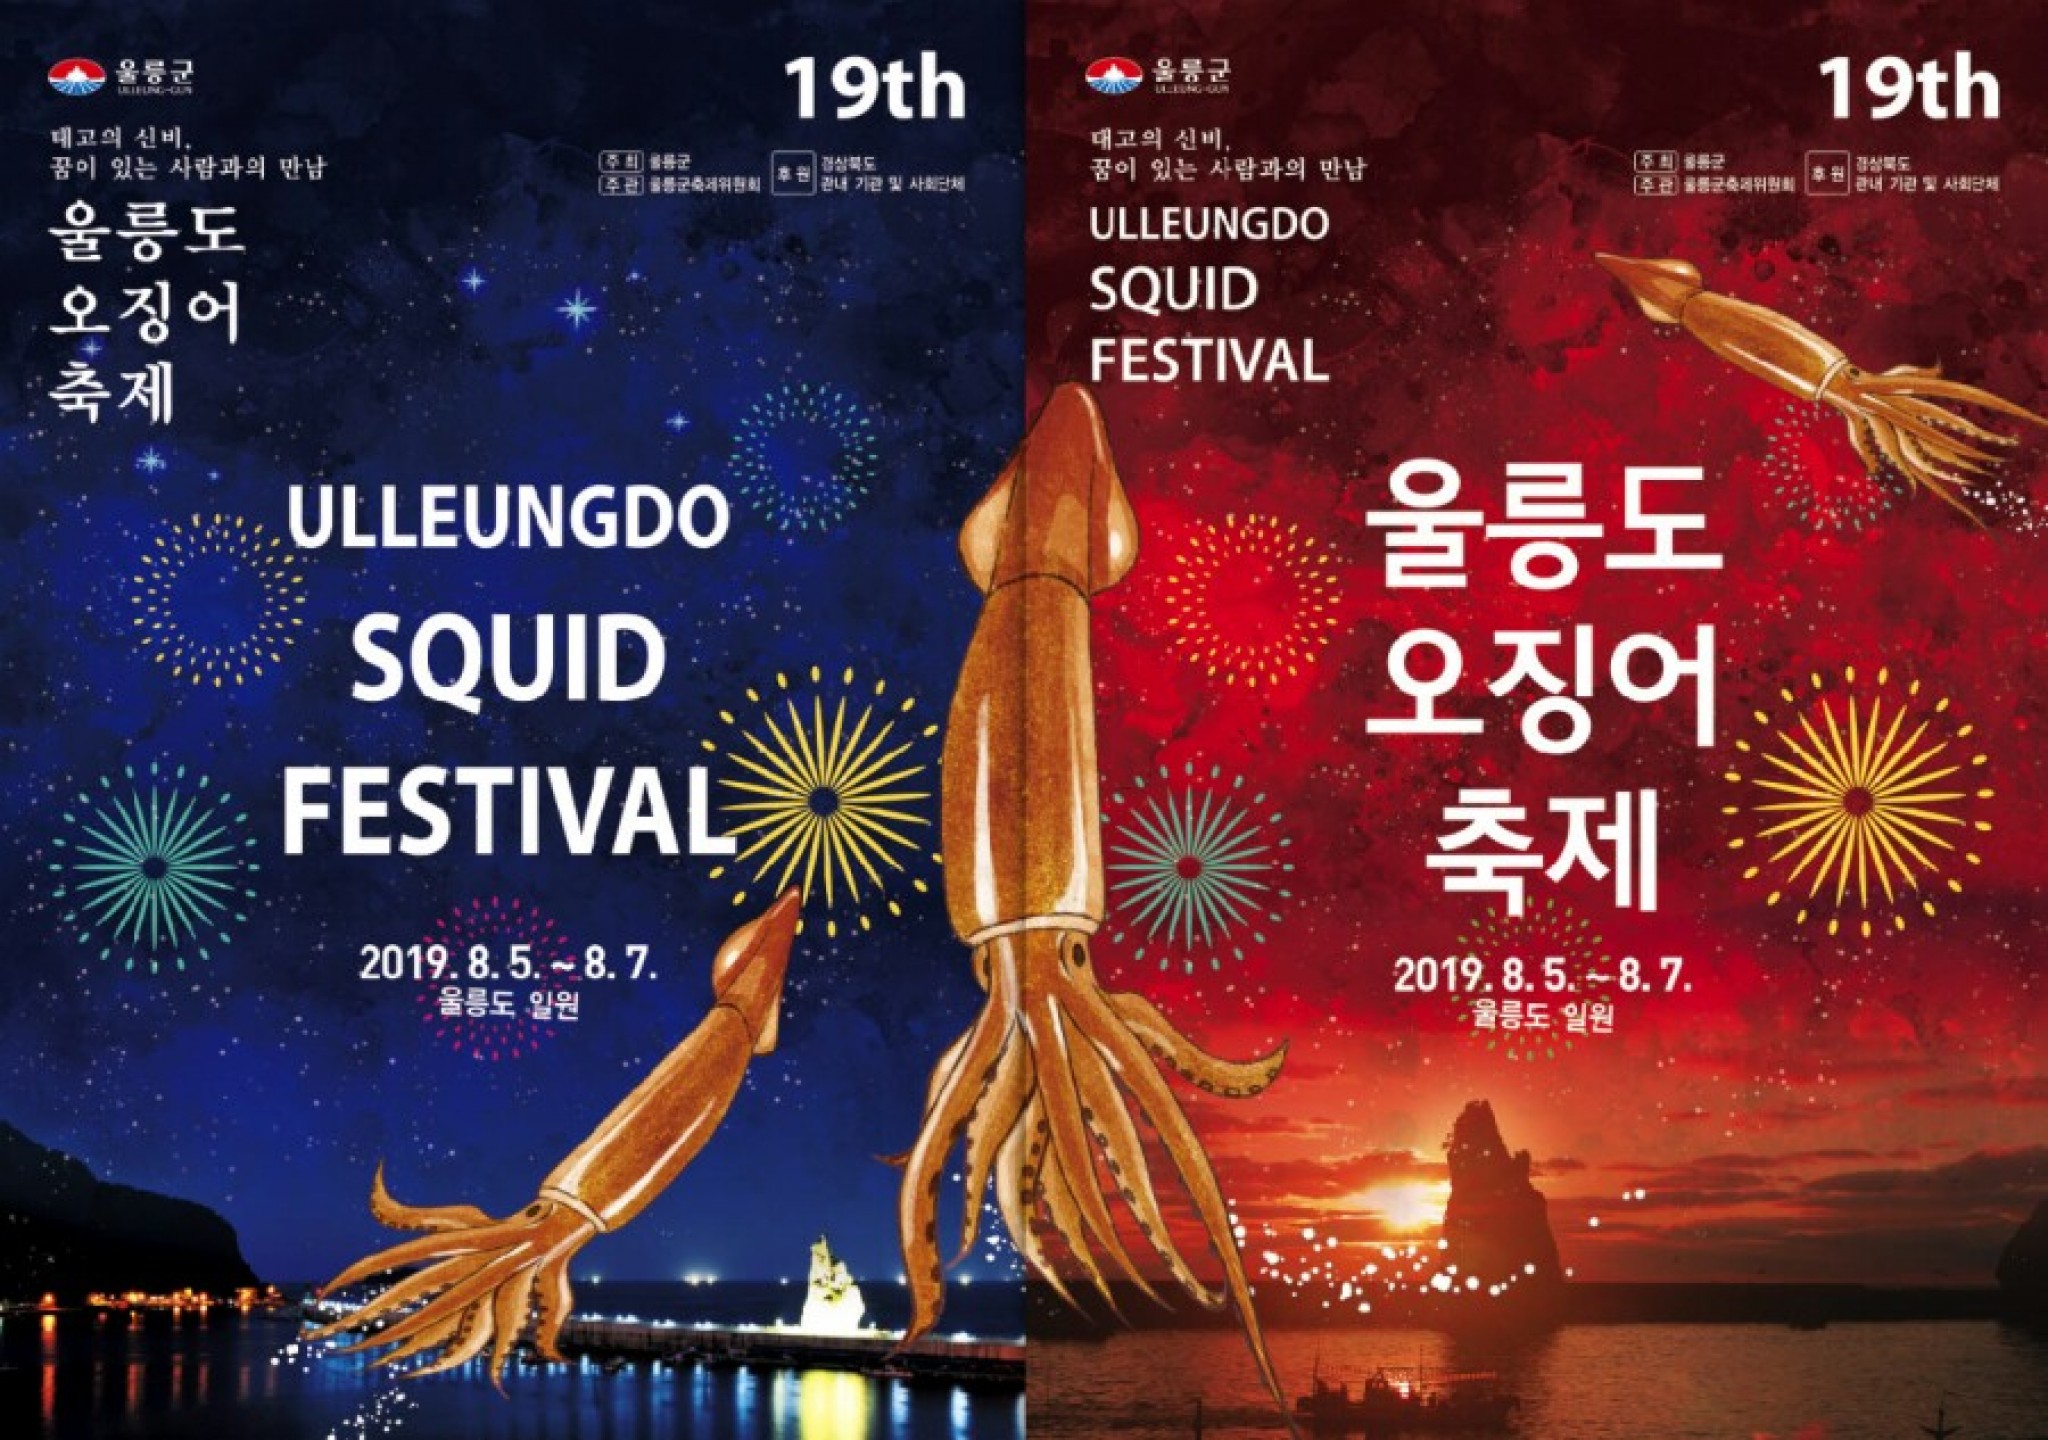 울릉군
ULLEUNG-GUN
19th
태고의 신비,
꿈이 있는 사람과의 만남
주 최 울릉군
주 관 울릉군축제위원회
후 원 경상북도
관내 기관 및 사회단체
울릉도
오징어
축제
ULLEUNGDO
SQUID
FESTIVAL
2019. 8. 5. ~ 8. 7.
울릉도 일원
울릉군
ULLEUNG-GUN
19th
태고의 신비,
꿈이 있는 사람과의 만남
주 최 울릉군
주 관 울릉군축제위원회
후 원 경상북도
관내 기관 및 사회단체
ULLEUNGDO
SQUID
FESTIVAL
울릉도
오징어
축제
2019. 8. 5. ~ 8. 7.
울릉도 일원